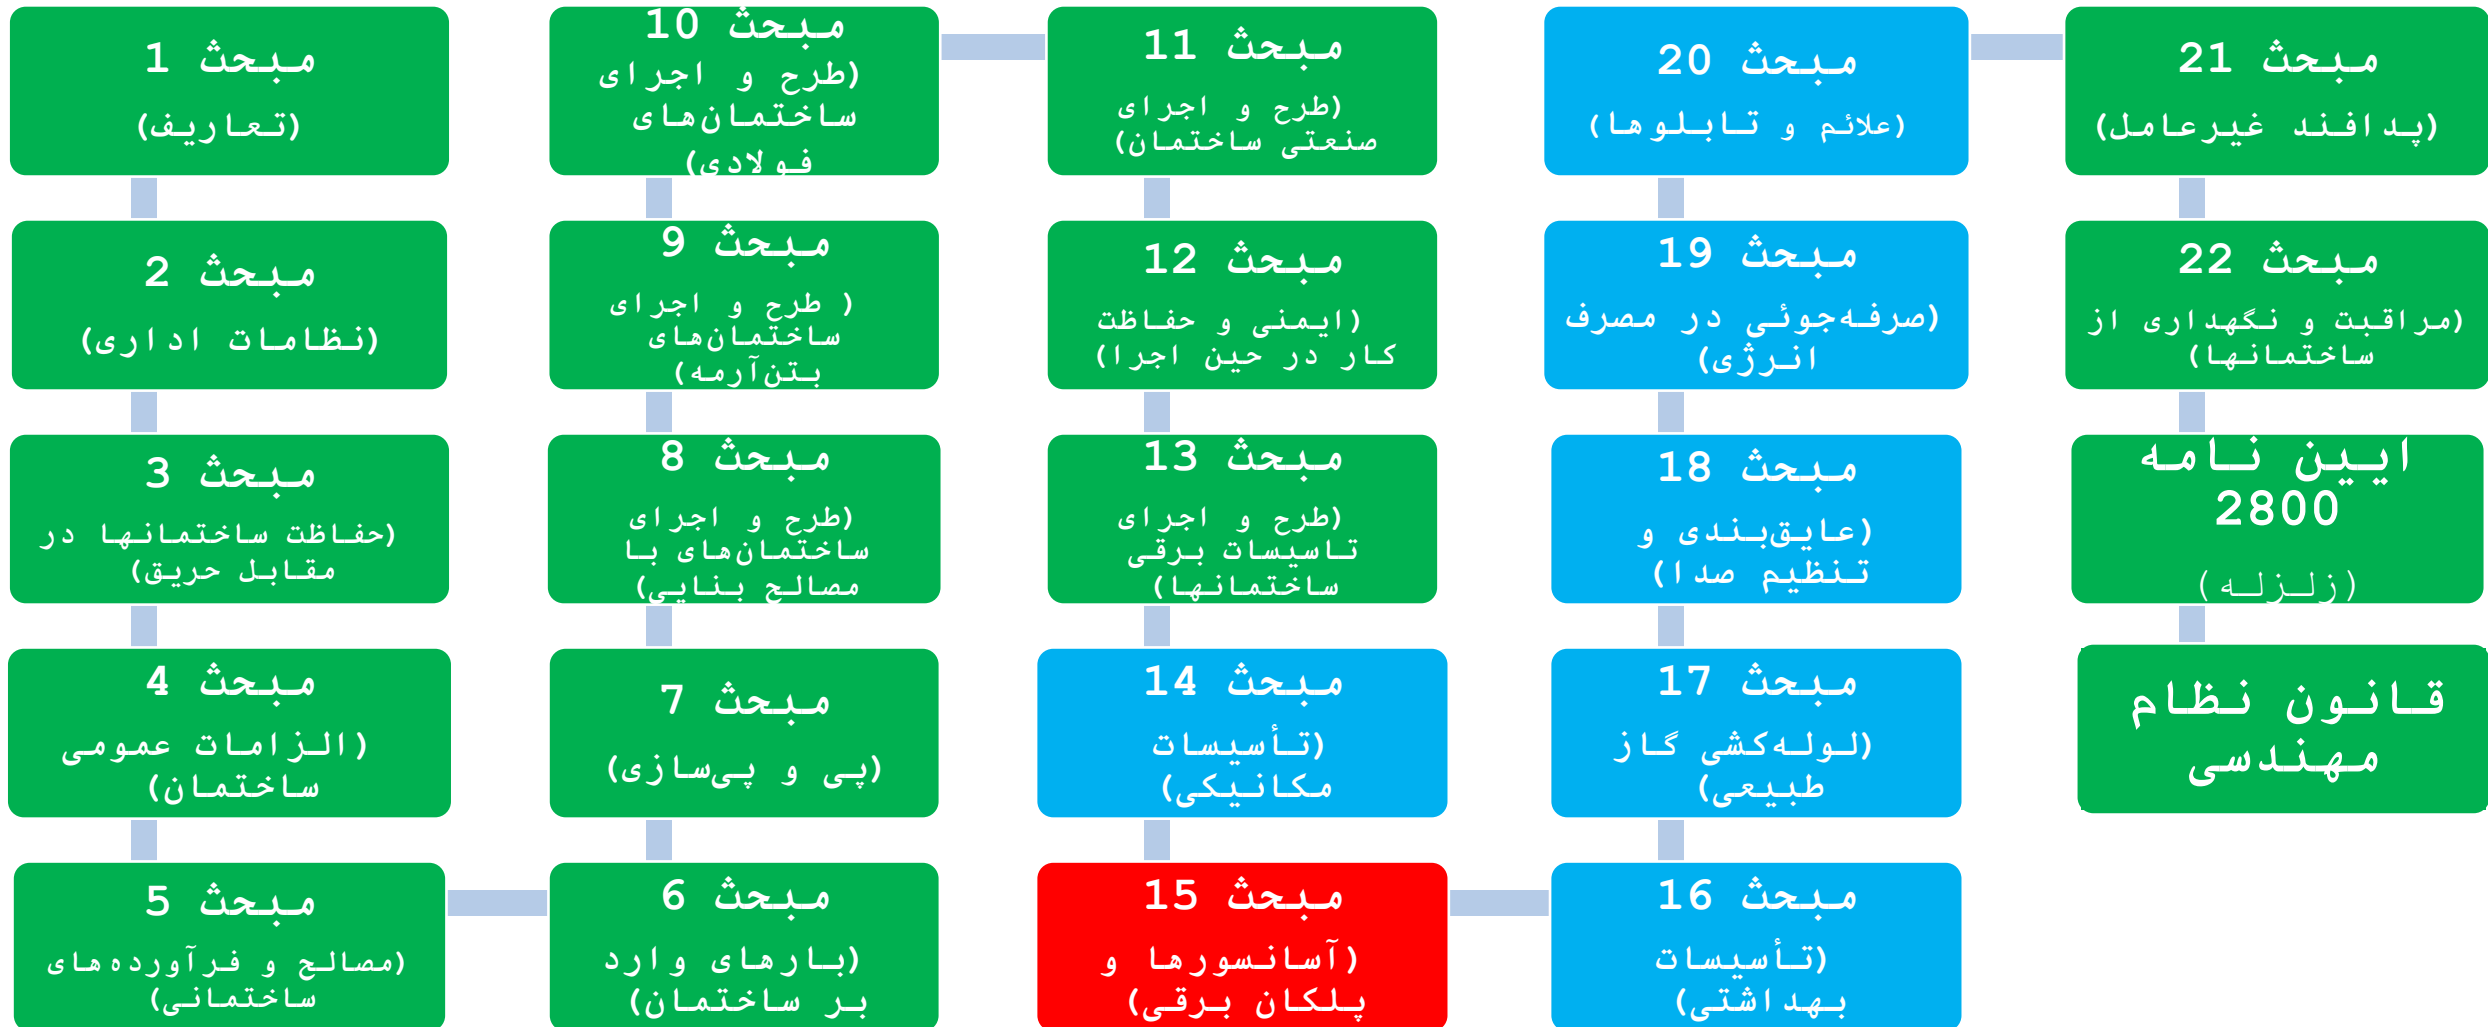 مبحث 1
(تعاریف)
مبحث 2
(نظامات اداری)
مبحث 3
(حفاظت ساختمانها در
مقابل حریق)
مبحث 4
(الزامات عمومی
ساختمان)
مبحث 5
(مصالح و فرآورده‌های
ساختمانی)
مبحث 6
(بارهای وارد
بر ساختمان)
مبحث 7
(پی و پی‌سازی)
مبحث 8
(طرح و اجرای
ساختمان‌های با
مصالح بنایی)
مبحث 9
( طرح و اجرای
ساختمان‌های
بتن‌آرمه)
مبحث 10
(طرح و اجرای
ساختمان‌های
فولادی)
مبحث 11
(طرح و اجرای
صنعتی ساختمان)
مبحث 12
(ایمنی و حفاظت
کار در حین اجرا)
مبحث 13
(طرح و اجرای
تاسیسات برقی
ساختمانها)
مبحث 14
(تأسیسات
مکانیکی)
مبحث 15
(آسانسورها و
پلکان برقی)
مبحث 16
(تأسیسات
بهداشتی)
مبحث 17
(لوله‌کشی گاز
طبیعی)
مبحث 18
(عایق‌بندی و
تنظیم صدا)
مبحث 19
(صرفه‌جوئی در مصرف
انرژی)
مبحث 20
(علائم و تابلوها)
مبحث 21
(پدافند غیرعامل)
مبحث 22
(مراقبت و نگهداری از
ساختمانها)
ایین نامه
2800
(زلزله)
قانون نظام
مهندسی